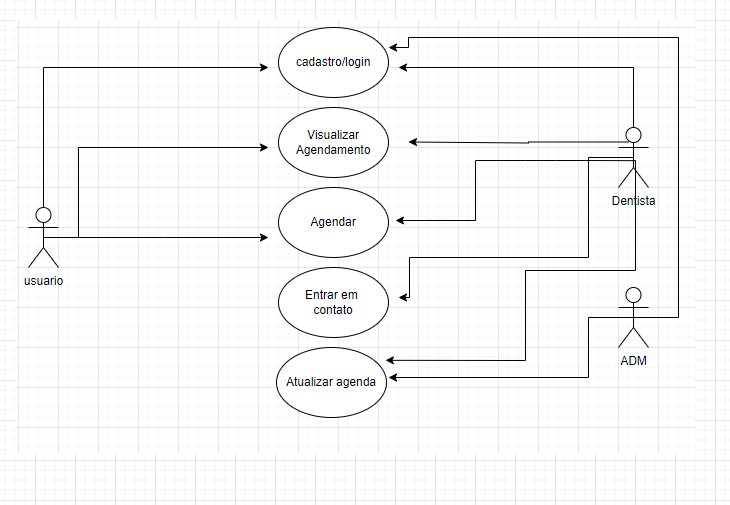 cadastro/login
Visualizar
Agendamento
Agendar
Dentista
usuario
Entrar em
contato
ADM
Atualizar agenda